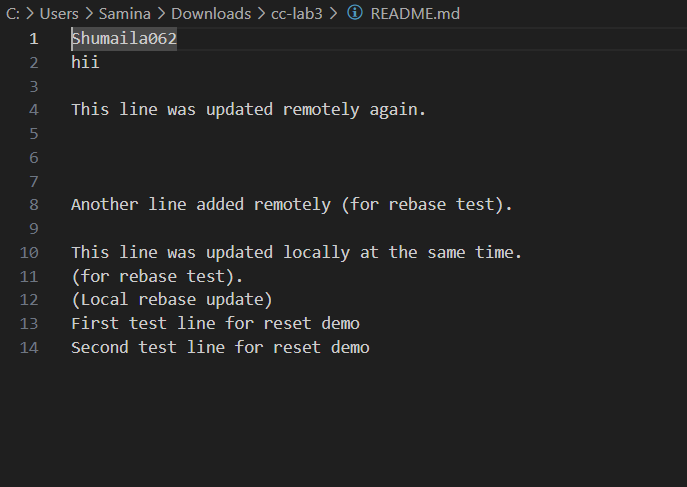 C: > Users > Samina > Downloads > cc-lab3 > ⓘ README.md
1 Shumaila062
2 hii
3
4 This line was updated remotely again.
5
6
7
8 Another line added remotely (for rebase test).
9
10 This line was updated locally at the same time.
11 (for rebase test).
12 (Local rebase update)
13 First test line for reset demo
14 Second test line for reset demo